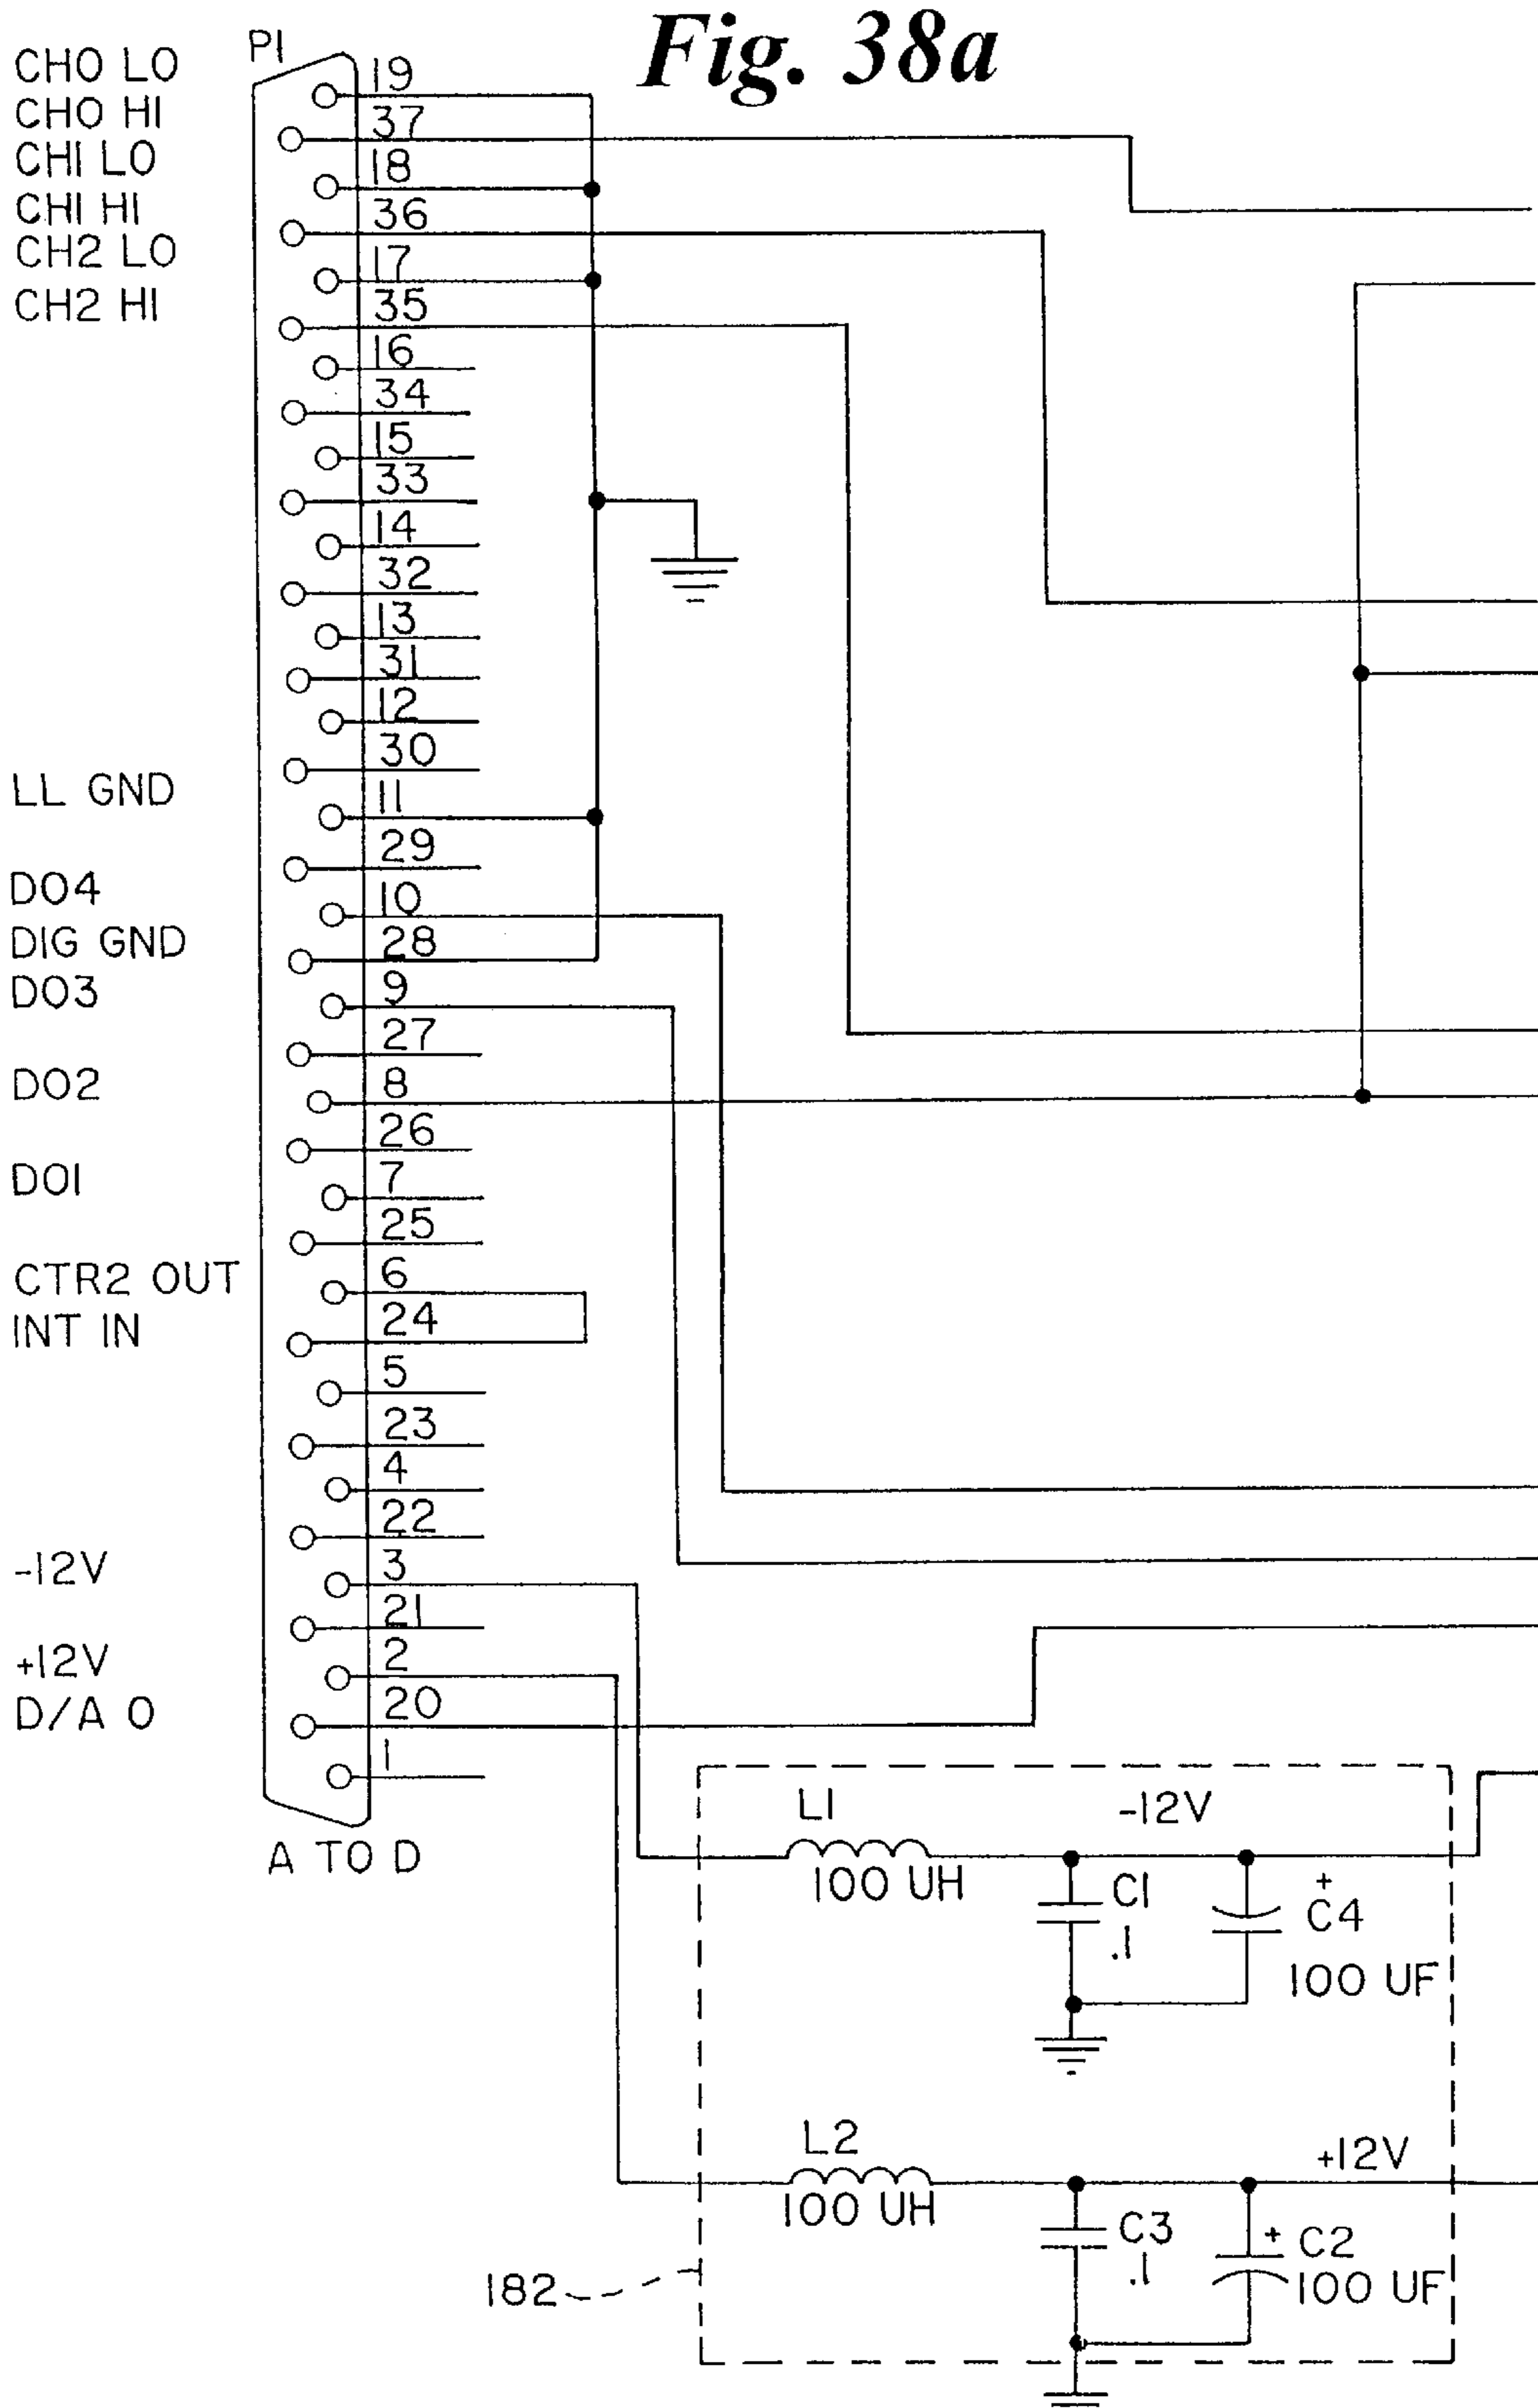 Fig. 38a
P1
CH0 LO
19
CH0 HI
37
CH1 LO
18
CH1 HI
36
CH2 LO
17
CH2 HI
35
16
34
15
33
14
32
13
31
12
30
LL GND
11
29
DO4
10
DIG GND
28
DO3
9
27
DO2
8
26
DO1
7
25
CTR2 OUT
6
INT IN
24
5
23
4
22
-12V
3
21
+12V
2
D/A 0
20
1
A TO D
L1
-12V
100 UH
C1
.1
+
C4
100 UF
L2
+12V
100 UH
C3
.1
+
C2
100 UF
182